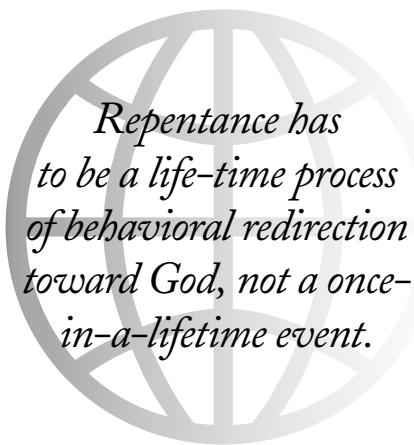 Repentance has
to be a life-time process
of behavioral redirection
toward God, not a once-
in-a-lifetime event.